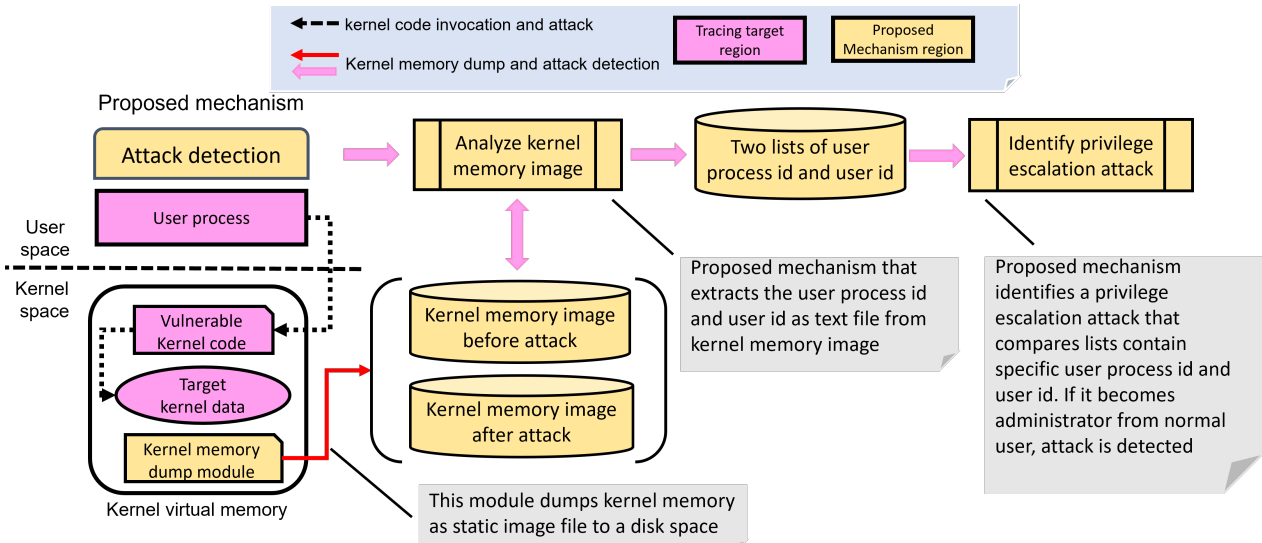 kernel code invocation and attack
Kernel memory dump and attack detection
Tracing target
region
Proposed
Mechanism region
Proposed mechanism
Attack detection
User process
User
space
Kernel
space
Vulnerable
Kernel code
Target
kernel data
Kernel memory
dump module
Kernel virtual memory
Analyze kernel
memory image
Two lists of user
process id and user id
Identify privilege
escalation attack
Kernel memory image
before attack
Kernel memory image
after attack
Proposed mechanism that
extracts the user process id
and user id as text file from
kernel memory image
Proposed mechanism
identifies a privilege
escalation attack that
compares lists contain
specific user process id and
user id. If it becomes
administrator from normal
user, attack is detected
This module dumps kernel memory
as static image file to a disk space